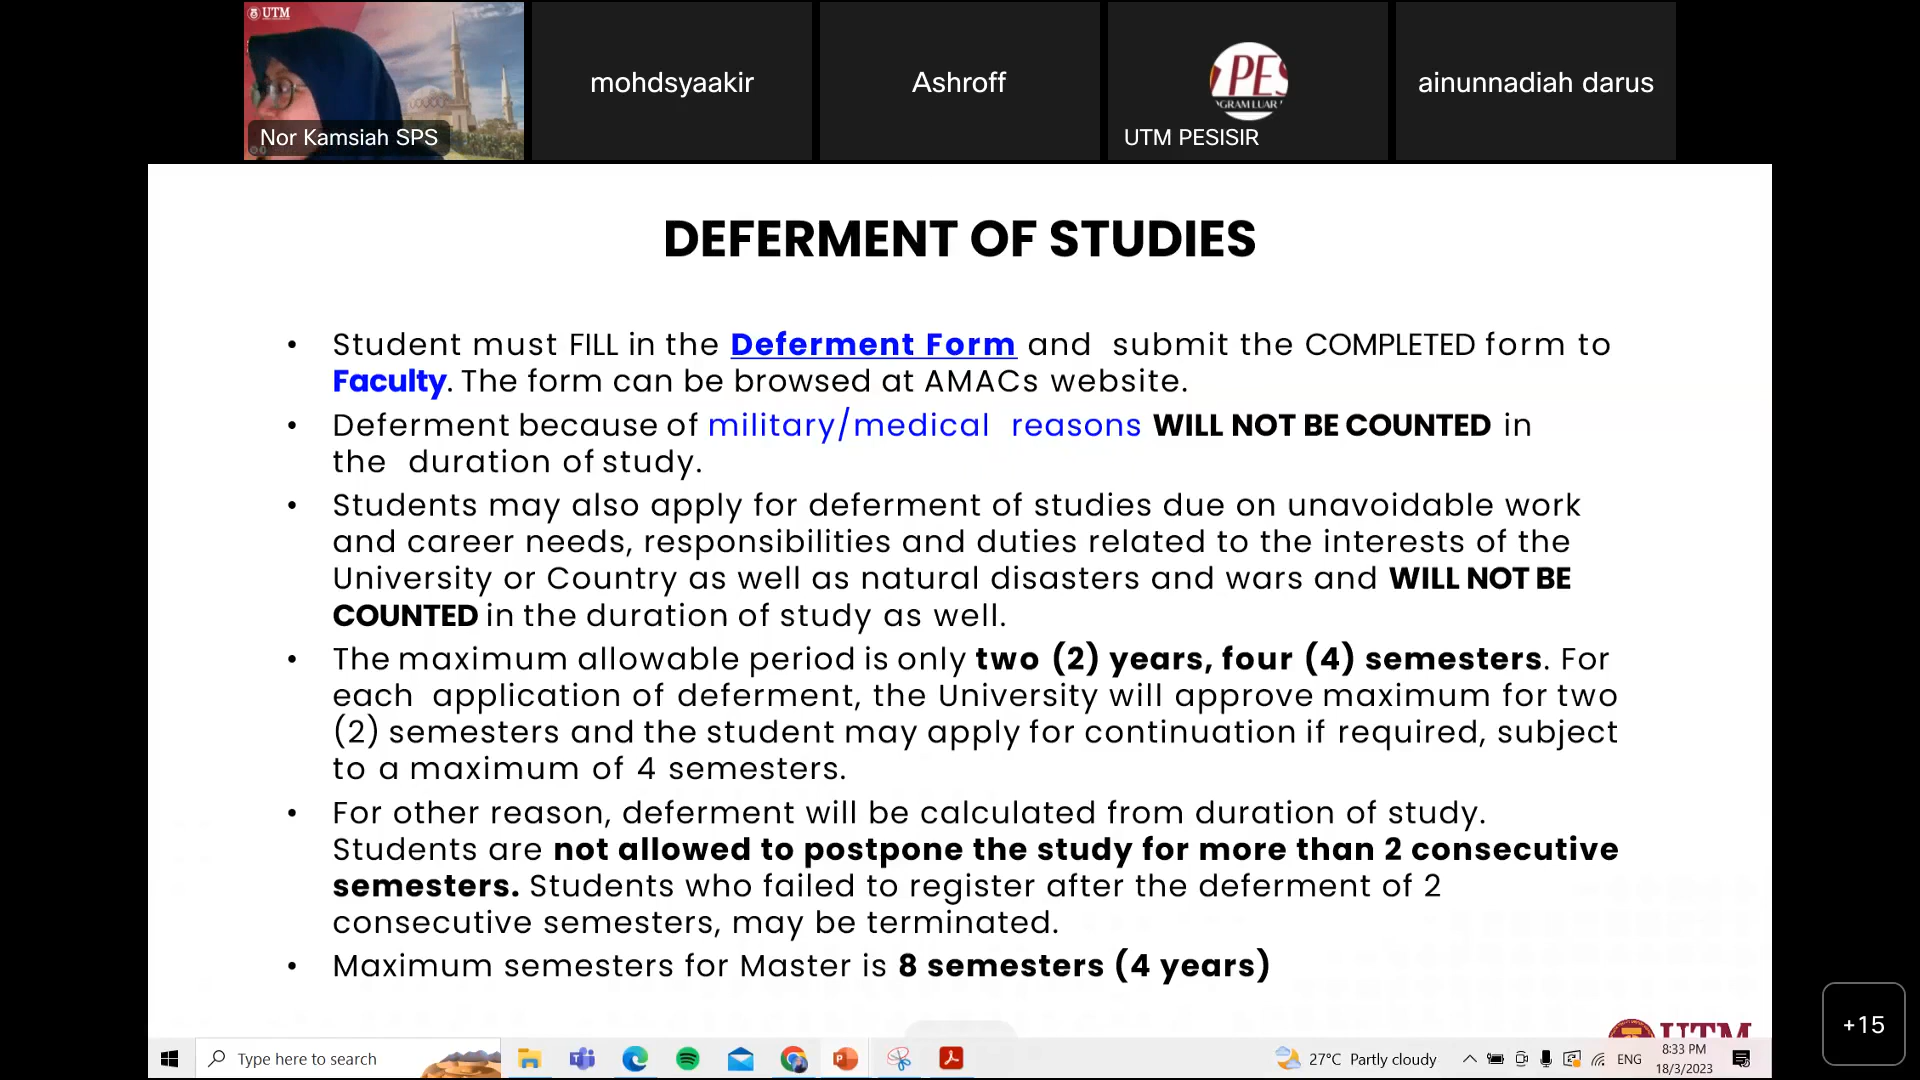 UTM
Nor Kamsiah SPS
mohdsyaakir
Ashroff
PES
GRAM LUAR
UTM PESISIR
ainunnadiah darus
DEFERMENT OF STUDIES
• Student must FILL in the Deferment Form and submit the COMPLETED form to
Faculty. The form can be browsed at AMACs website.
• Deferment because of military/medical reasons WILL NOT BE COUNTED in
the duration of study.
• Students may also apply for deferment of studies due on unavoidable work
and career needs, responsibilities and duties related to the interests of the
University or Country as well as natural disasters and wars and WILL NOT BE
COUNTED in the duration of study as well.
• The maximum allowable period is only two (2) years, four (4) semesters. For
each application of deferment, the University will approve maximum for two
(2) semesters and the student may apply for continuation if required, subject
to a maximum of 4 semesters.
• For other reason, deferment will be calculated from duration of study.
Students are not allowed to postpone the study for more than 2 consecutive
semesters. Students who failed to register after the deferment of 2
consecutive semesters, may be terminated.
• Maximum semesters for Master is 8 semesters (4 years)
UTM
+15
Type here to search
27°C Partly cloudy
ENG
8:33 PM
18/3/2023